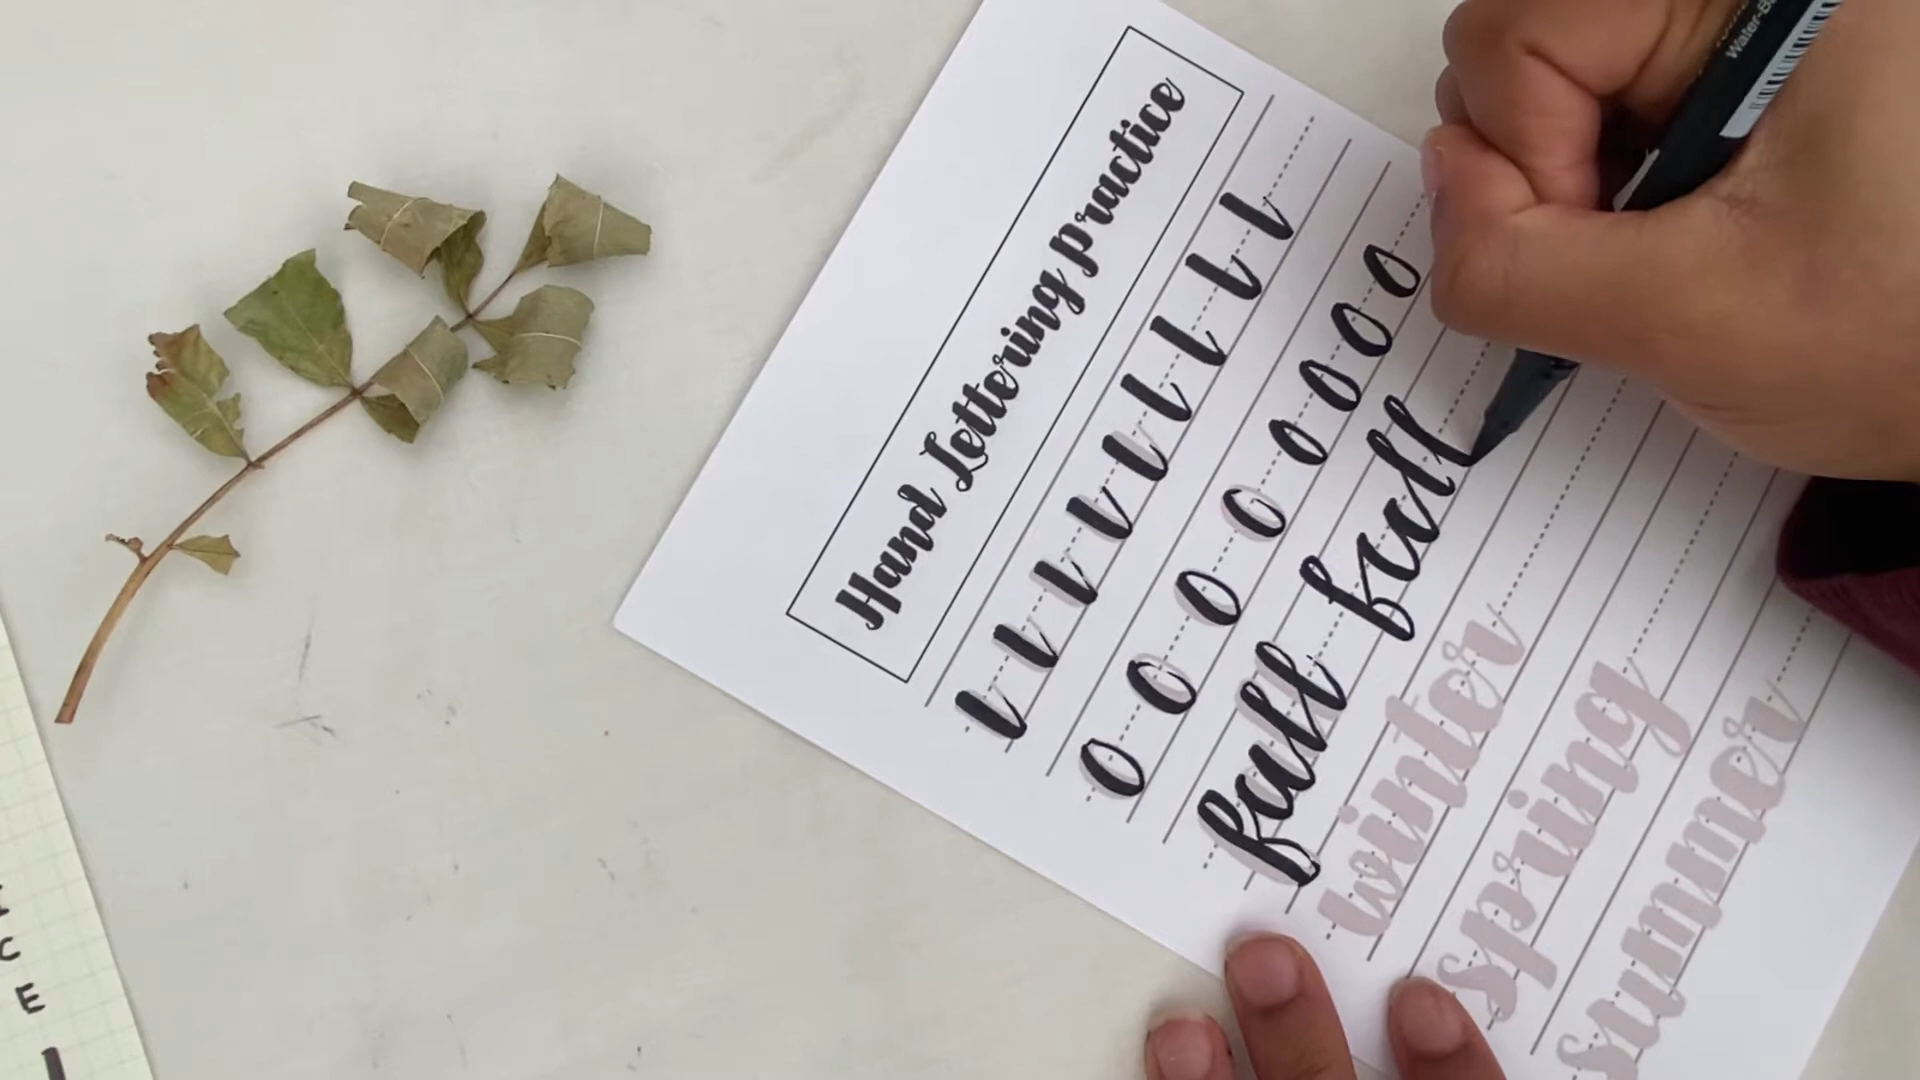 Hand Lettering practice
l l l l l l l l l
o o o o o o o o
fall fall
winter
spring
summer
C
E